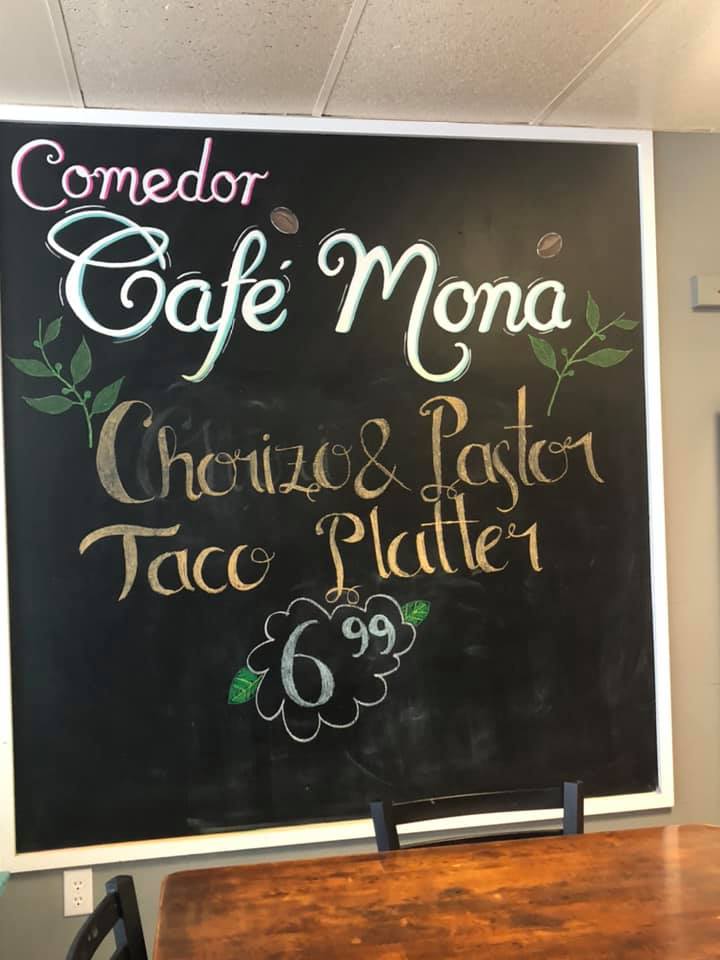 Comedor
Café Mona
Chorizo & Pastor
Taco Platter
6 99